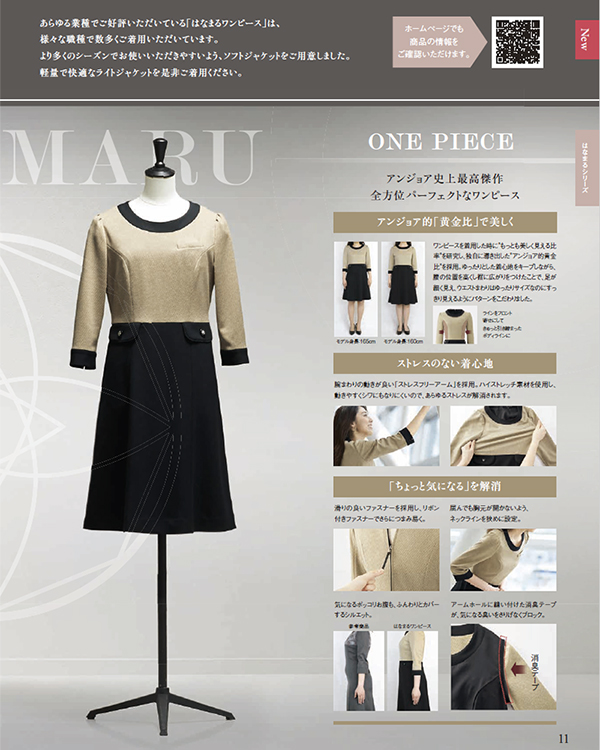 あらゆる業種でご好評いただいている「はなまるワンピース」は、
様々な職種で数多くご着用いただいています。
より多くのシーズンでお使いいただきやすいよう、ソフトジャケットをご用意しました。
軽量で快適なライトジャケットを是非ご着用ください。
ホームページでも
商品の情報を
ご確認いただけます。
New
はなまるシリーズ
MARU
ONE PIECE
アンジョア史上最高傑作
全方位パーフェクトなワンピース
アンジョア的「黄金比」で美しく
ワンピースを着用した時に"もっとも美しく見える比
率"を研究し、独自に導き出した"アンジョア的黄金
比"を採用。ゆったりとした着心地をキープしながら、
腰の位置を高くし裾に広がりをつけたことで、足が
細く見え、ウエストまわりはゆったりサイズなのにすっ
きり見えるようにパターンをこだわりました。
モデル身長 165cm
モデル身長 160cm
ラインをフロント
寄せにして
きゅっと引き締まった
ボディラインに
ストレスのない着心地
腕まわりの動きが良い「ストレスフリーアーム」を採用。ハイストレッチ素材を使用し、
動きやすくシワにもなりにくいので、あらゆるストレスが解消されます。
「ちょっと気になる」を解消
滑りの良いファスナーを採用し、リボン
付きファスナーでさらにつまみ易く。
屈んでも胸元が開かないよう、
ネックラインを狭めに設定。
気になるポッコリお腹も、ふんわりとカバー
するシルエット。
アームホールに縫い付けた消臭テープ
が、気になる臭いをさりげなくブロック。
参考商品
はなまるワンピース
消臭テープ
11